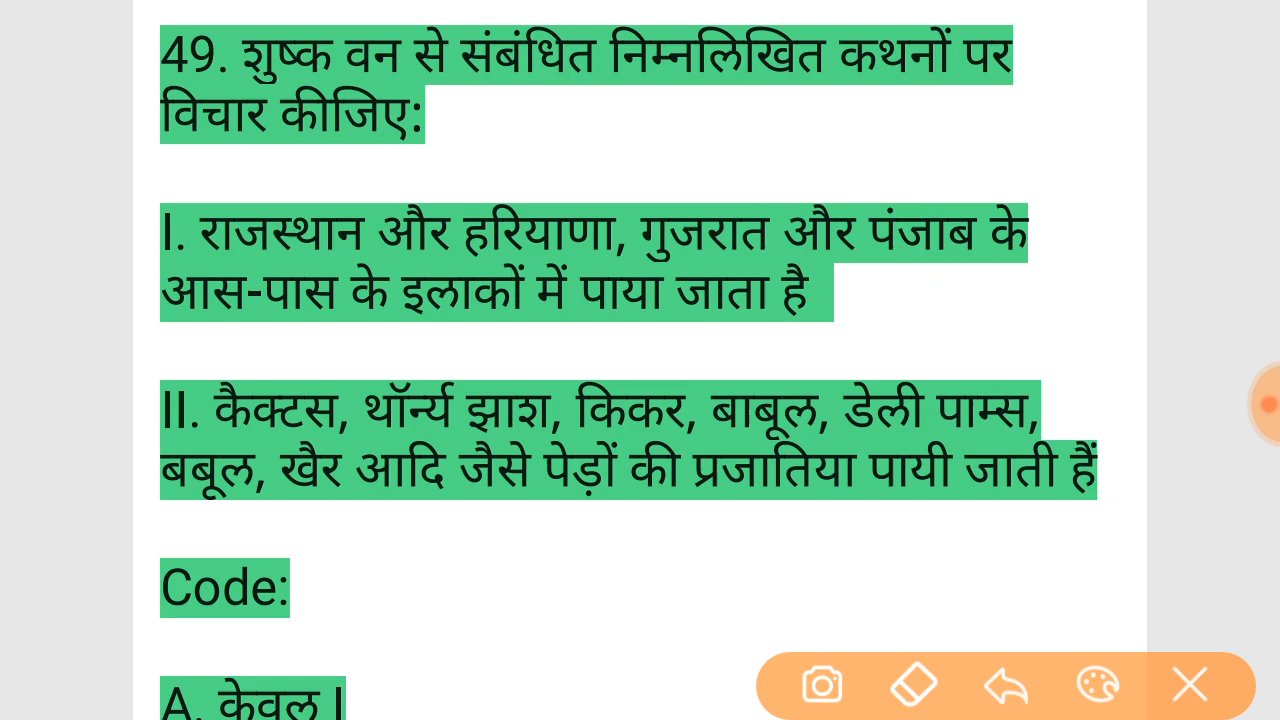 49. शुष्क वन से संबंधित निम्नलिखित कथनों पर
विचार कीजिए:
I. राजस्थान और हरियाणा, गुजरात और पंजाब के
आस-पास के इलाकों में पाया जाता है
II. कैक्टस, थॉर्न्य झाश, किकर, बाबूल, डेली पाम्स,
बबूल, खैर आदि जैसे पेड़ों की प्रजातिया पायी जाती हैं
Code:
A. केवल I